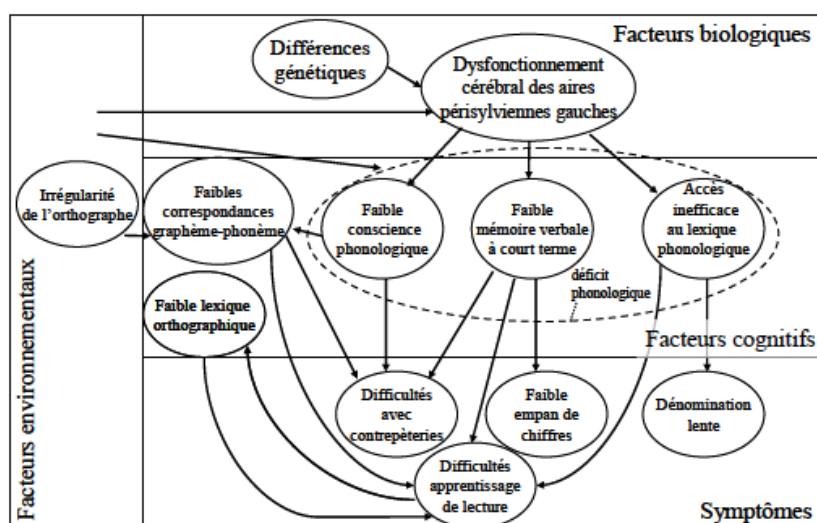 Facteurs biologiques
Différences
génétiques
Dysfonctionnement
cérébral des aires
périsylviennes gauches
Facteurs environnementaux
Irrégularité
de l'orthographe
Faibles
correspondances
graphème-phonème
Faible
conscience
phonologique
Faible
mémoire verbale
à court terme
Accès
inefficace
au lexique
phonologique
déficit
phonologique
Faible lexique
orthographique
Facteurs cognitifs
Difficultés
avec
contrepèteries
Faible
empan de
chiffres
Dénomination
lente
Difficultés
apprentissage
de lecture
Symptômes